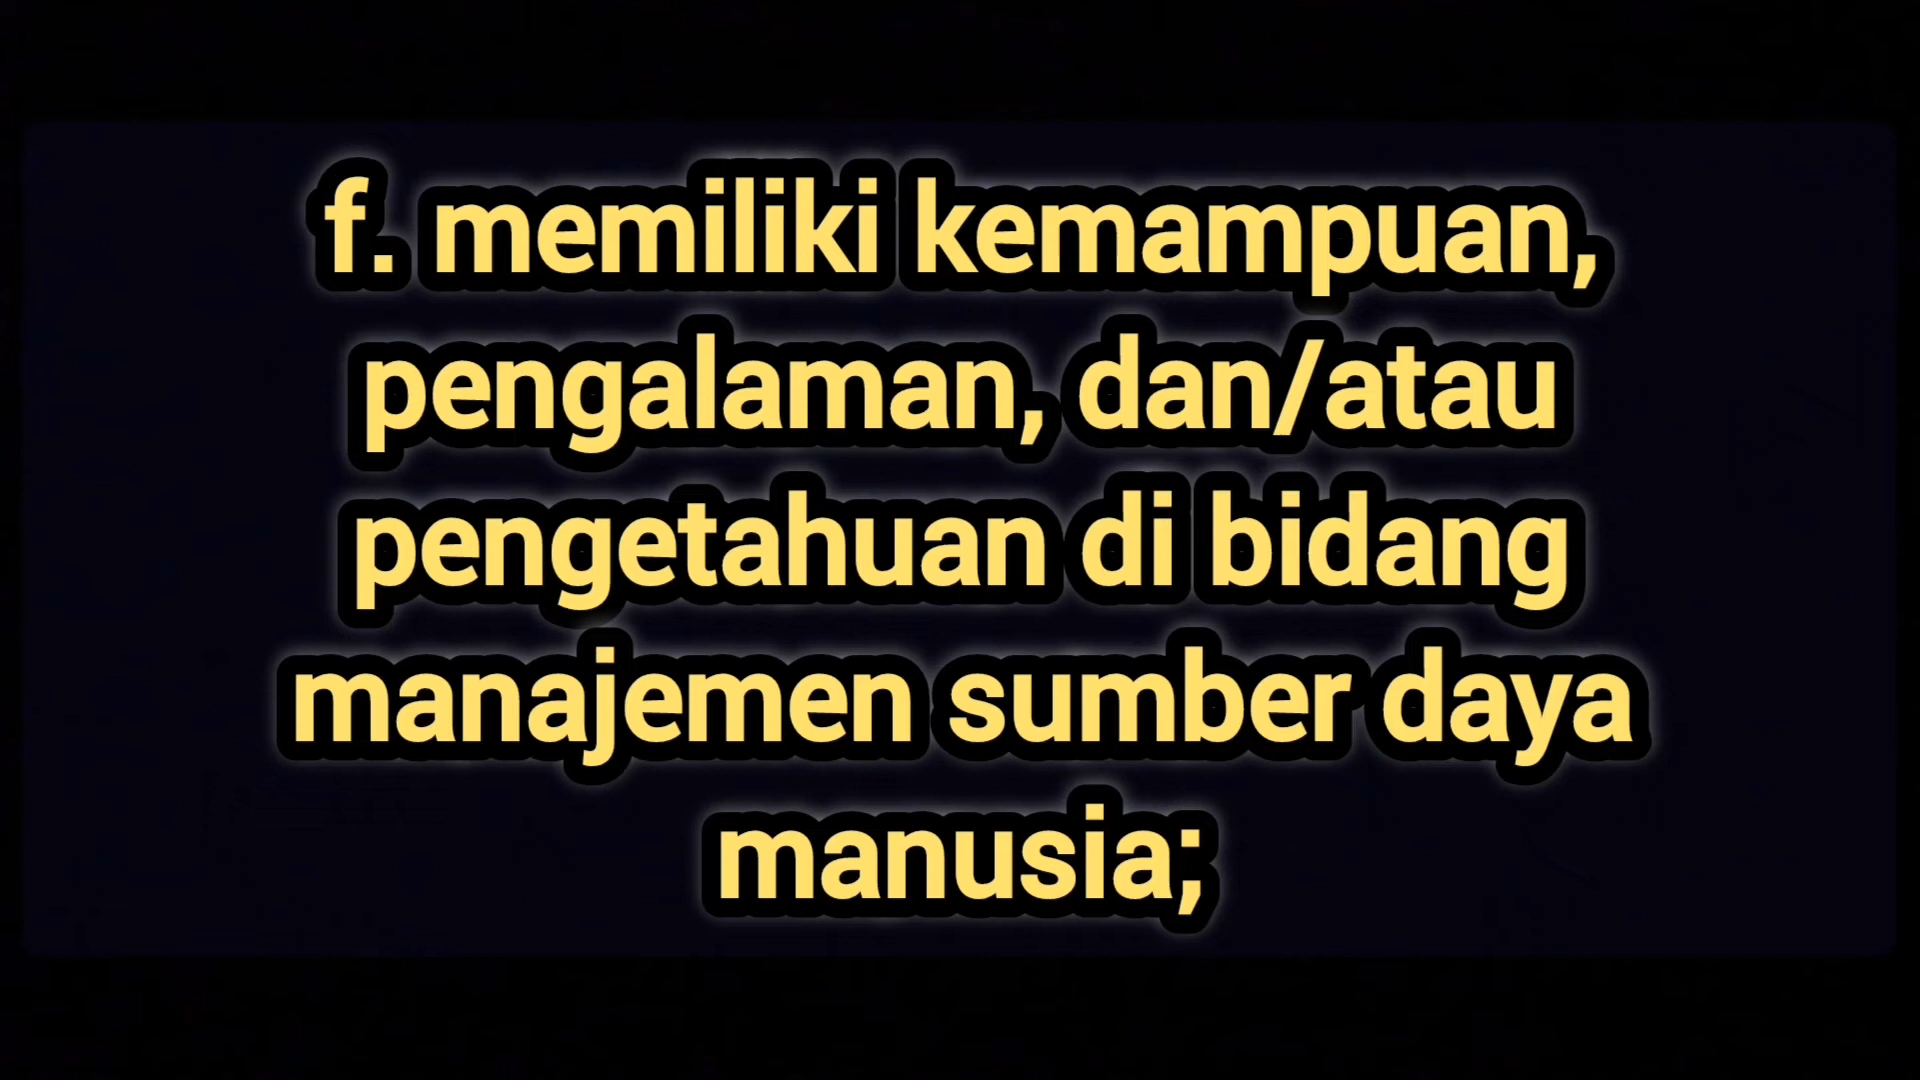 f. memiliki kemampuan,
pengalaman, dan/atau
pengetahuan di bidang
manajemen sumber daya
manusia;